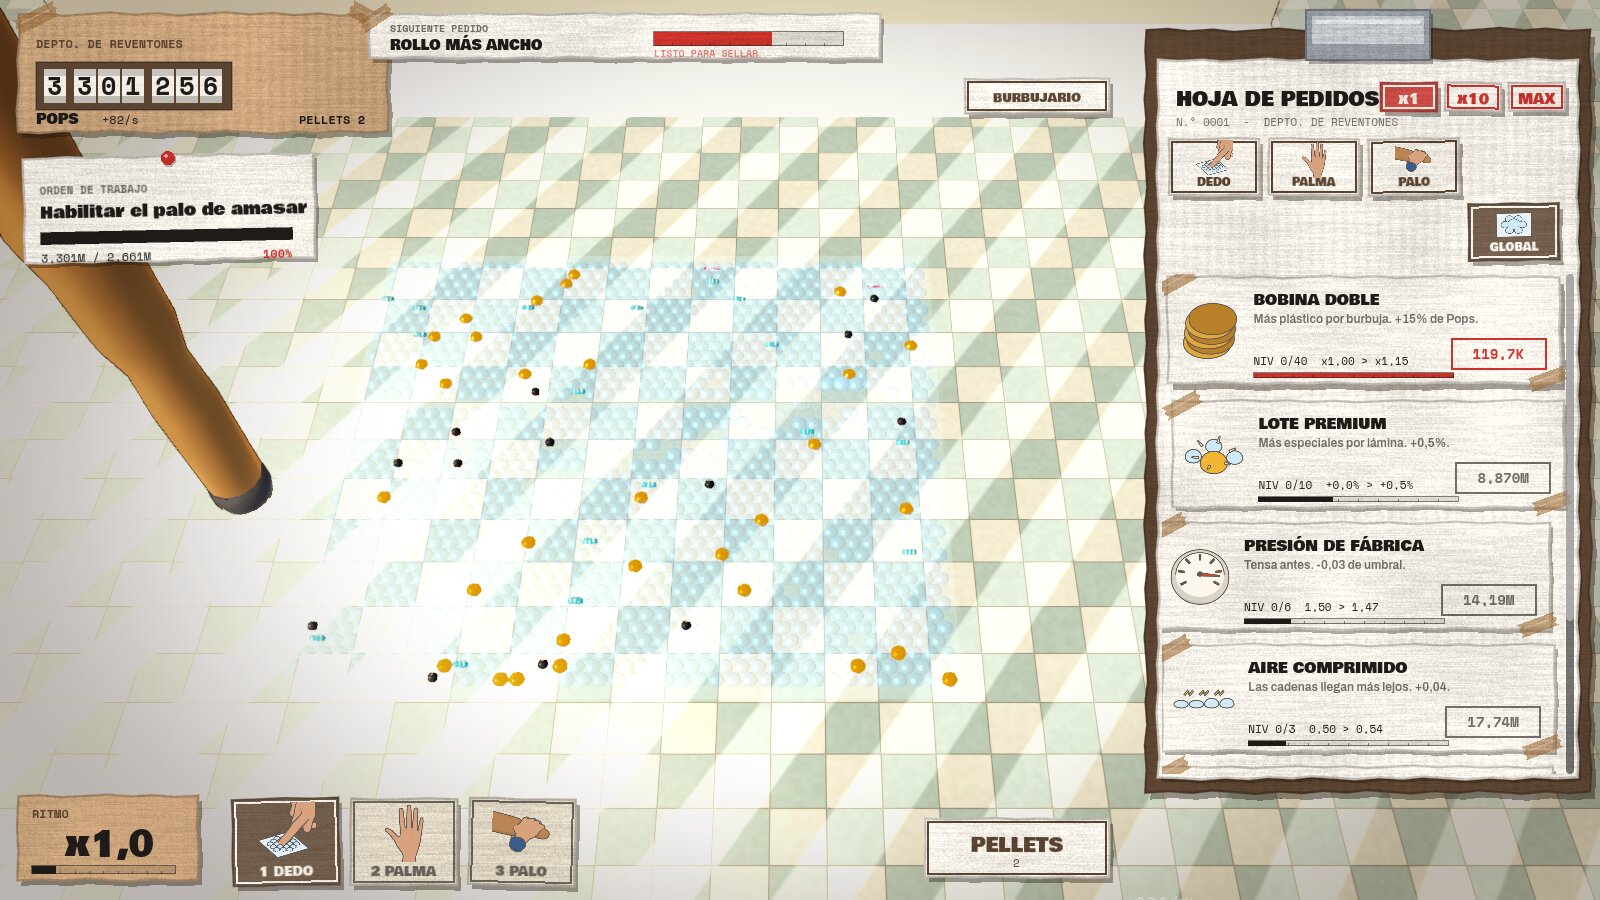 DEPTO. DE REVENTONES
3 301 256
POPS +82/s PELLETS 2
SIGUIENTE PEDIDO
ROLLO MÁS ANCHO
LISTO PARA SELLAR
ORDEN DE TRABAJO
Habilitar el palo de amasar
3,301M / 2,661M 100%
BURBUJARIO
HOJA DE PEDIDOS x1 x10 MAX
N.° 0001 - DEPTO. DE REVENTONES
DEDO PALMA PALO
GLOBAL
BOBINA DOBLE
Más plástico por burbuja. +15% de Pops.
NIV 0/40 x1,00 > x1,15 119,7K
LOTE PREMIUM
Más especiales por lámina. +0,5%.
NIV 0/10 +0,0% > +0,5% 8,870M
PRESIÓN DE FÁBRICA
Tensa antes. -0,03 de umbral.
NIV 0/6 1,50 > 1,47 14,19M
AIRE COMPRIMIDO
Las cadenas llegan más lejos. +0,04.
NIV 0/3 0,50 > 0,54 17,74M
RITMO
x1,0
1 DEDO 2 PALMA 3 PALO
PELLETS
2